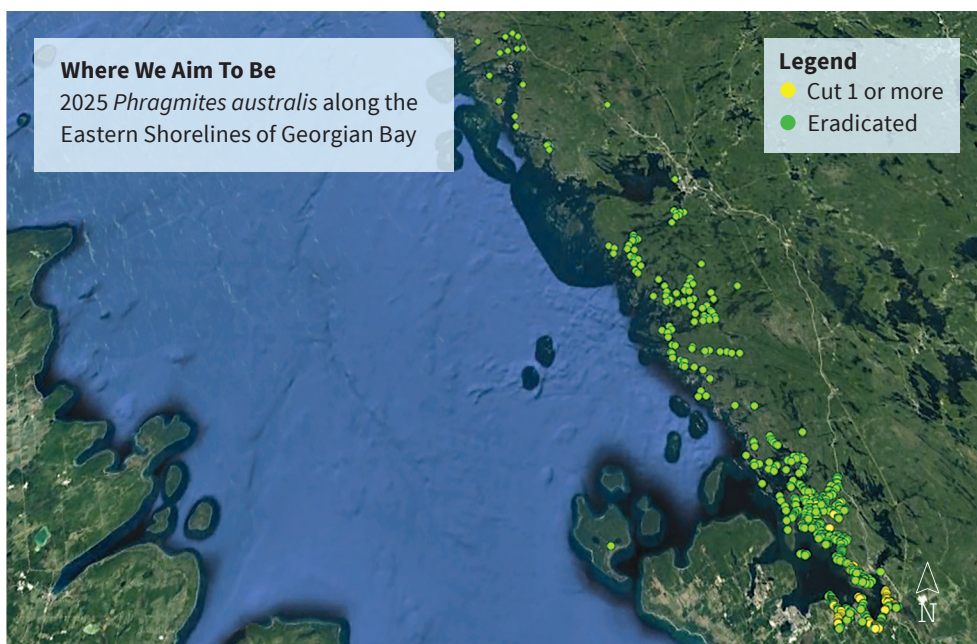 Where We Aim To Be
2025 Phragmites australis along the
Eastern Shorelines of Georgian Bay
Legend
Cut 1 or more
Eradicated
N